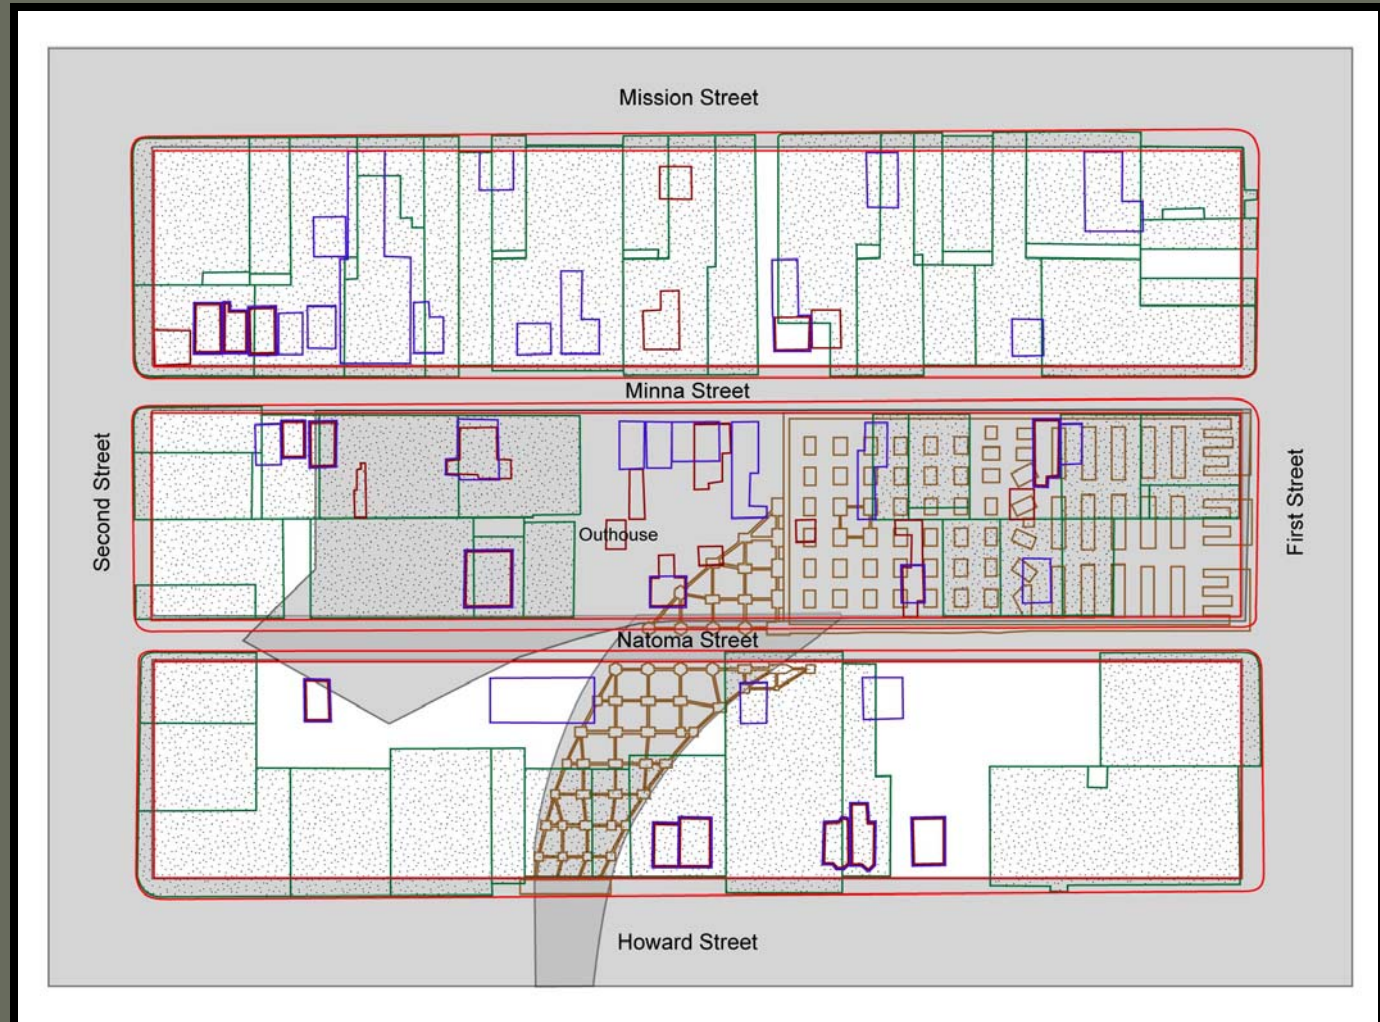 Mission Street
Minna Street
Second Street
First Street
Outhouse
Natoma Street
Howard Street